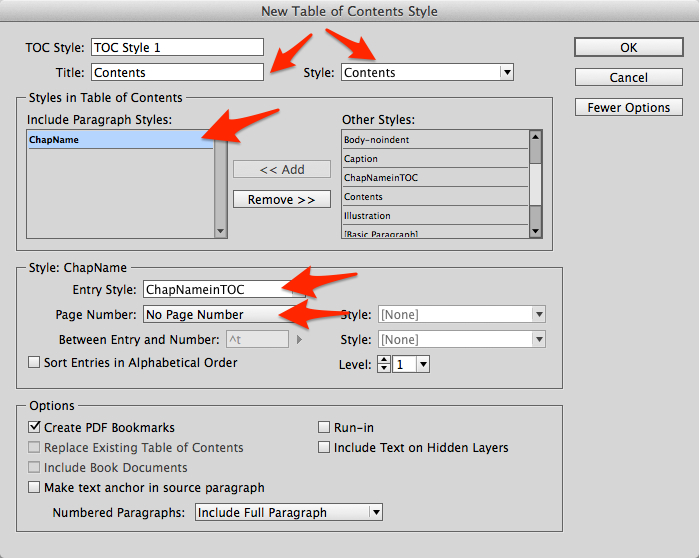 New Table of Contents Style
TOC Style: TOC Style 1
OK
Title: Contents
Style: Contents
Cancel
Fewer Options
Styles in Table of Contents
Include Paragraph Styles:
Other Styles:
ChapName
Body-noindent
Caption
ChapNameinTOC
Contents
Illustration
[Basic Paragraph]
<< Add
Remove >>
Style: ChapName
Entry Style: ChapNameinTOC
Page Number: No Page Number
Style: [None]
Between Entry and Number: ^t
Style: [None]
Sort Entries in Alphabetical Order
Level: 1
Options
Create PDF Bookmarks
Run-in
Replace Existing Table of Contents
Include Text on Hidden Layers
Include Book Documents
Make text anchor in source paragraph
Numbered Paragraphs: Include Full Paragraph